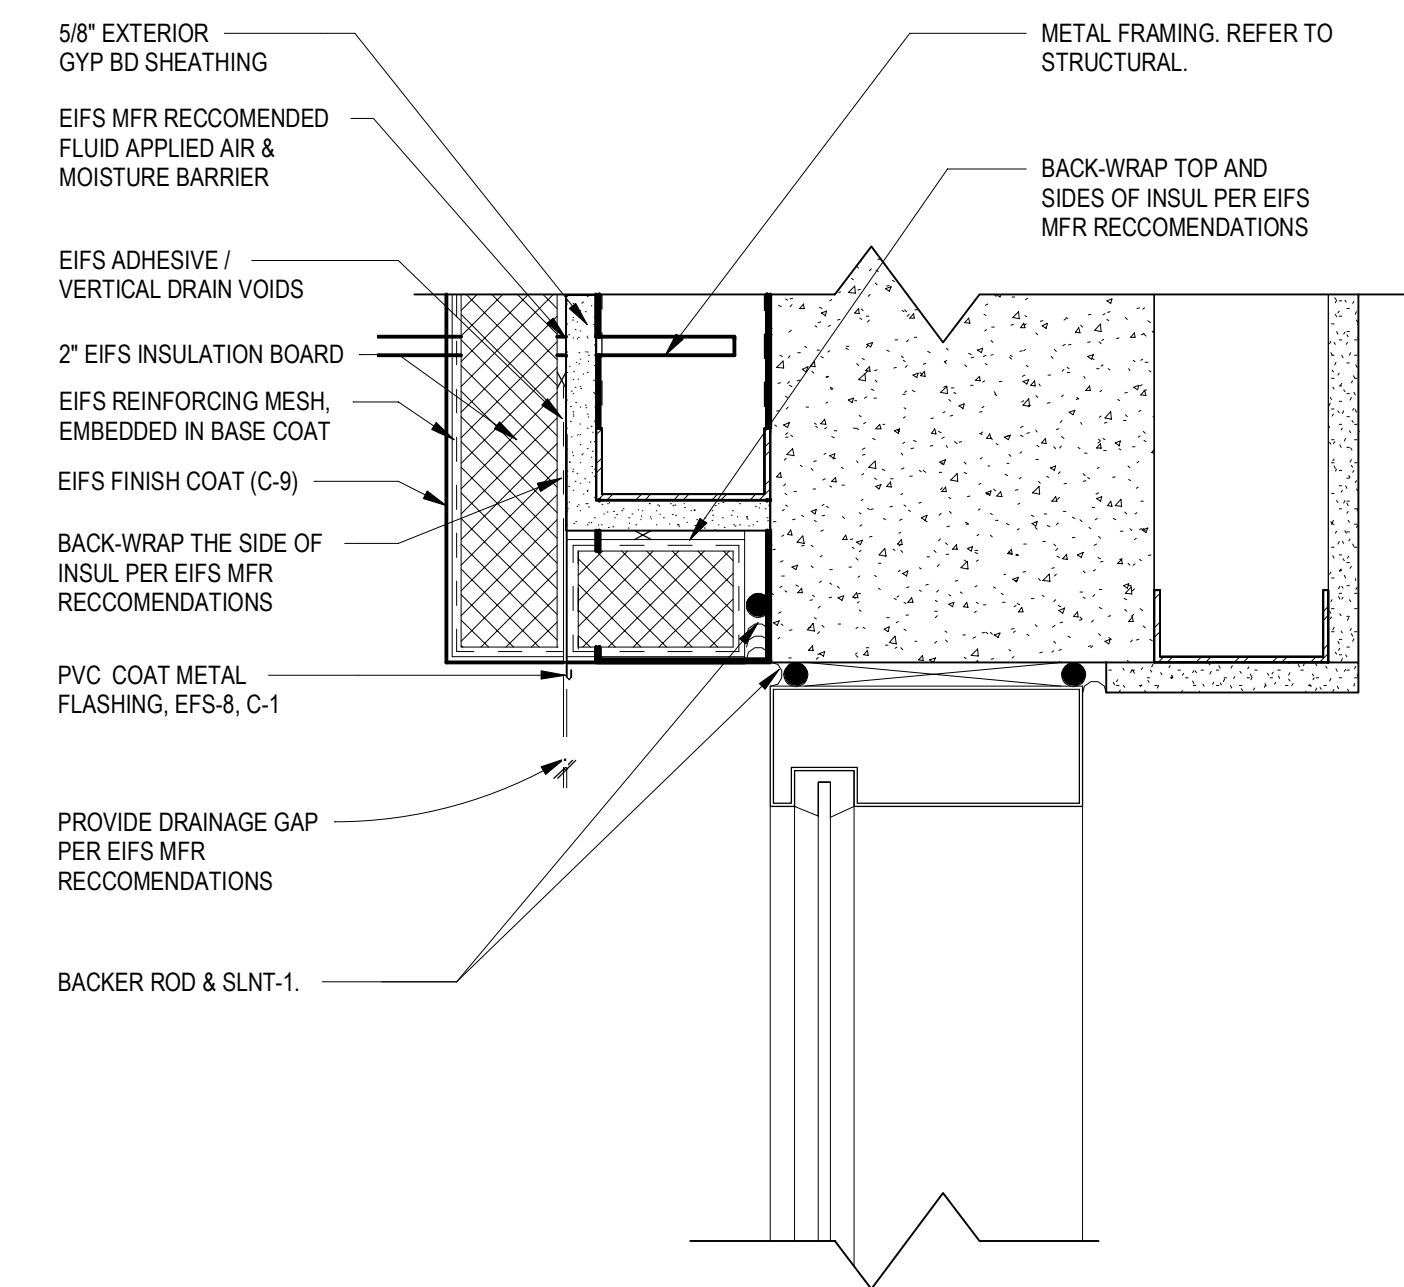 5/8" EXTERIOR
GYP BD SHEATHING
EIFS MFR RECCOMENDED
FLUID APPLIED AIR &
MOISTURE BARRIER
EIFS ADHESIVE /
VERTICAL DRAIN VOIDS
2" EIFS INSULATION BOARD
EIFS REINFORCING MESH,
EMBEDDED IN BASE COAT
EIFS FINISH COAT (C-9)
BACK-WRAP THE SIDE OF
INSUL PER EIFS MFR
RECCOMENDATIONS
PVC COAT METAL
FLASHING, EFS-8, C-1
PROVIDE DRAINAGE GAP
PER EIFS MFR
RECCOMENDATIONS
BACKER ROD & SLNT-1.
METAL FRAMING. REFER TO
STRUCTURAL.
BACK-WRAP TOP AND
SIDES OF INSUL PER EIFS
MFR RECCOMENDATIONS